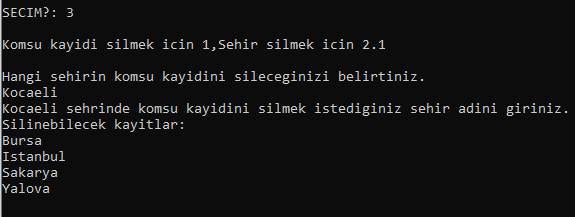 SECIM?: 3
Komsu kayidi silmek icin 1,Sehir silmek icin 2.1
Hangi sehirin komsu kayidini sileceginizi belirtiniz.
Kocaeli
Kocaeli sehrinde komsu kayidini silmek istediginiz sehir adini giriniz.
Silinebilecek kayitlar:
Bursa
Istanbul
Sakarya
Yalova